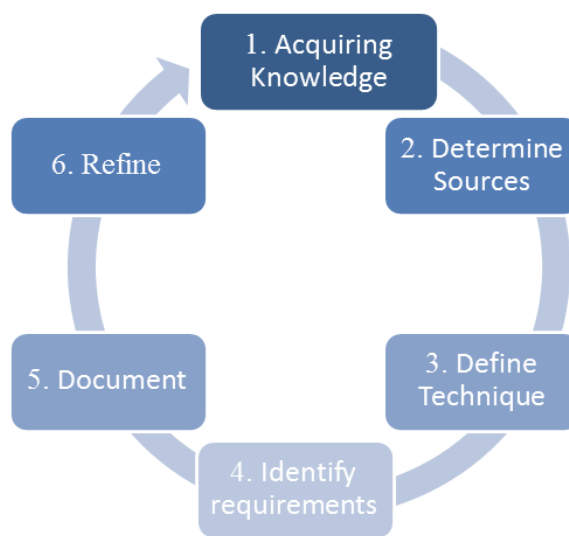 1. Acquiring
Knowledge
2. Determine
Sources
3. Define
Technique
4. Identify
requirements
5. Document
6. Refine